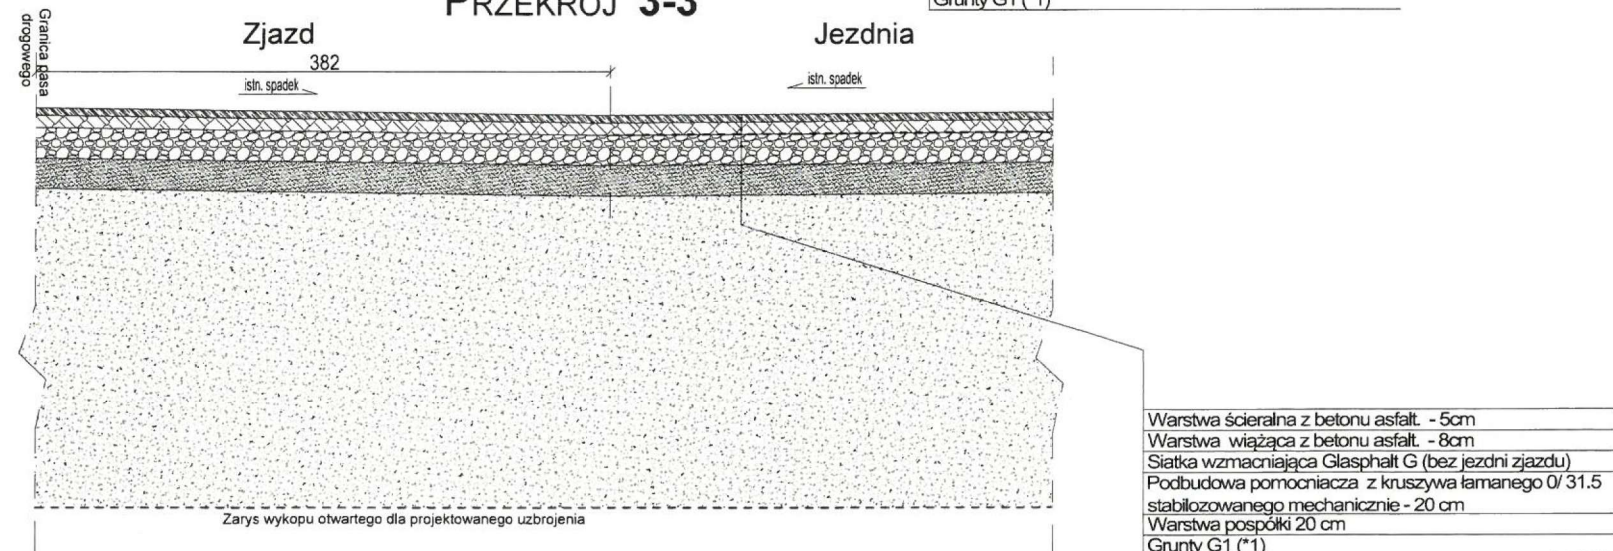 PRZEKRÓJ 3-3
Grunty G1 (*1)
Granica pasa
drogowego
Zjazd
Jezdnia
382
istn. spadek
istn. spadek
Warstwa ścieralna z betonu asfalt. - 5cm
Warstwa wiążąca z betonu asfalt. - 8cm
Siatka wzmacniająca Glasphalt G (bez jezdni zjazdu)
Podbudowa pomocniacza z kruszywa łamanego 0/ 31.5
stabilozowanego mechanicznie - 20 cm
Warstwa pospółki 20 cm
Grunty G1 (*1)
Zarys wykopu otwartego dla projektowanego uzbrojenia